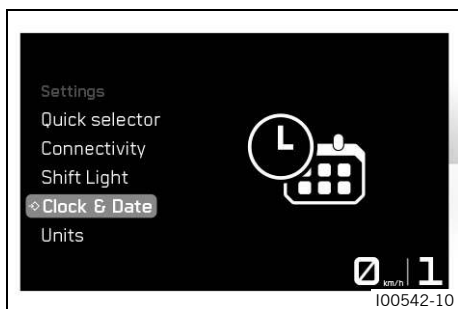 Settings
Quick selector
Connectivity
Shift Light
Clock & Date
Units
0 km/h 1
I00542-10